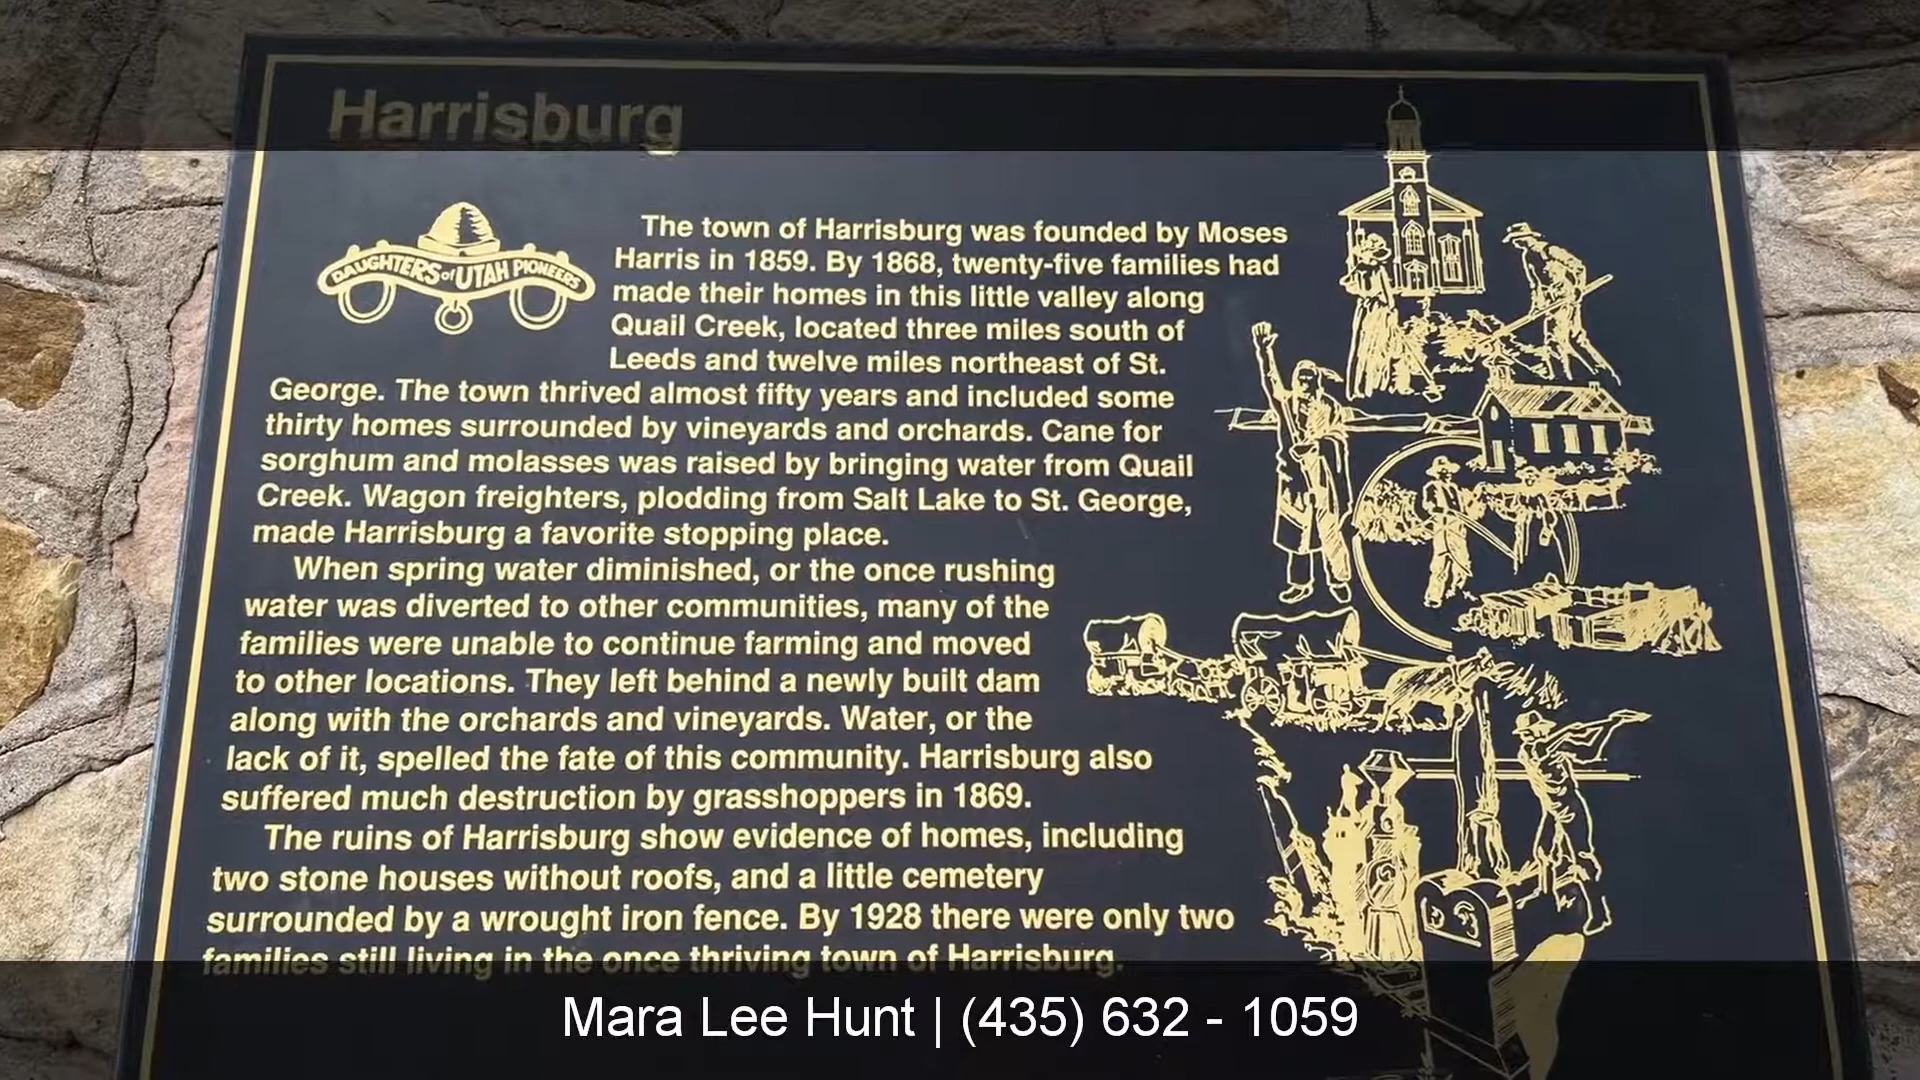 Harrisburg
DAUGHTERS of UTAH PIONEERS
The town of Harrisburg was founded by Moses
Harris in 1859. By 1868, twenty-five families had
made their homes in this little valley along
Quail Creek, located three miles south of
Leeds and twelve miles northeast of St.
George. The town thrived almost fifty years and included some
thirty homes surrounded by vineyards and orchards. Cane for
sorghum and molasses was raised by bringing water from Quail
Creek. Wagon freighters, plodding from Salt Lake to St. George,
made Harrisburg a favorite stopping place.
When spring water diminished, or the once rushing
water was diverted to other communities, many of the
families were unable to continue farming and moved
to other locations. They left behind a newly built dam
along with the orchards and vineyards. Water, or the
lack of it, spelled the fate of this community. Harrisburg also
suffered much destruction by grasshoppers in 1869.
The ruins of Harrisburg show evidence of homes, including
two stone houses without roofs, and a little cemetery
surrounded by a wrought iron fence. By 1928 there were only two
families still living in the once thriving town of Harrisburg.
Mara Lee Hunt | (435) 632 - 1059